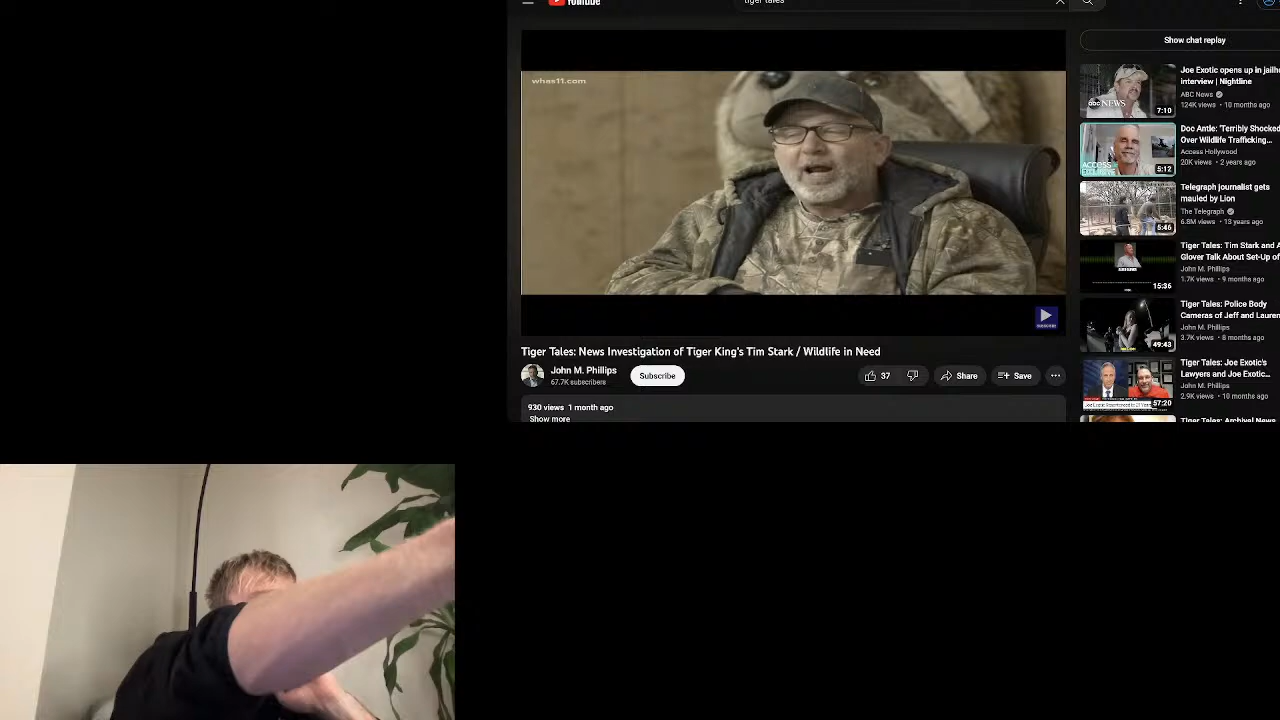 YouTube
tiger tales
whas11.com
Tiger Tales: News Investigation of Tiger King's Tim Stark / Wildlife in Need
John M. Phillips
67.7K subscribers
Subscribe
37
Share
Save
930 views 1 month ago
Show more
Show chat replay
Joe Exotic opens up in jailh
interview | Nightline
ABC News
124K views • 10 months ago
abc NEWS
7:10
Doc Antle: 'Terribly Shocked
Over Wildlife Trafficking...
Access Hollywood
20K views • 2 years ago
ACCESS
EXCLUSIVE
5:12
Telegraph journalist gets
mauled by Lion
The Telegraph
6.8M views • 13 years ago
5:46
Tiger Tales: Tim Stark and A
Glover Talk About Set-Up of
John M. Phillips
1.7K views • 9 months ago
15:36
Tiger Tales: Police Body
Cameras of Jeff and Lauren
John M. Phillips
3.7K views • 8 months ago
49:43
Tiger Tales: Joe Exotic's
Lawyers and Joe Exotic...
John M. Phillips
2.9K views • 10 months ago
57:20
Tiger Tales: Archival News